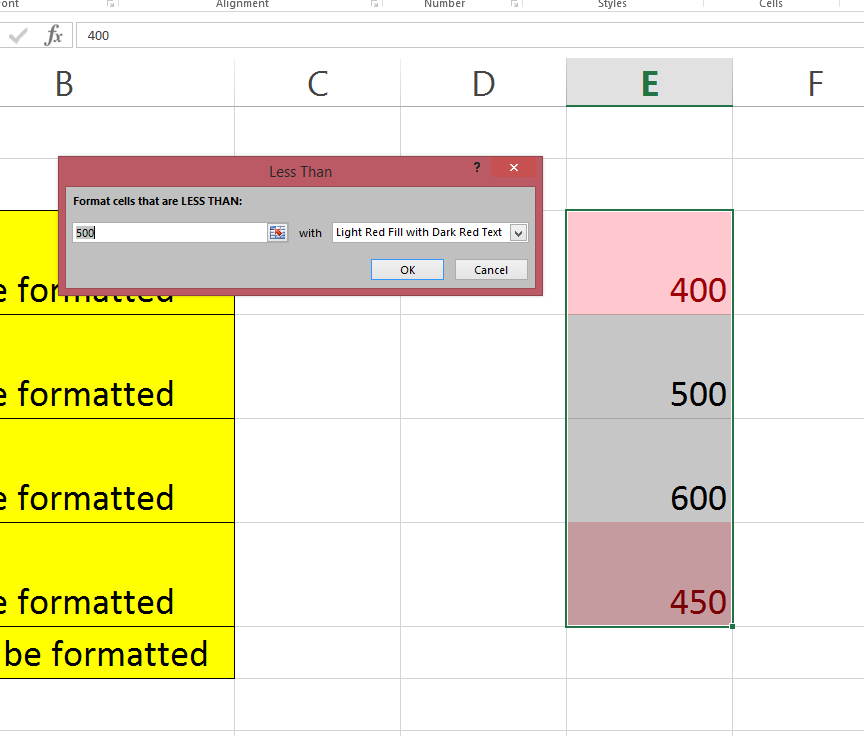 ont Alignment Number Styles Cells
fx 400
B C D E F
Less Than ?
Format cells that are LESS THAN:
500 with Light Red Fill with Dark Red Text
OK Cancel
e formatted 400
e formatted 500
e formatted 600
e formatted 450
be formatted